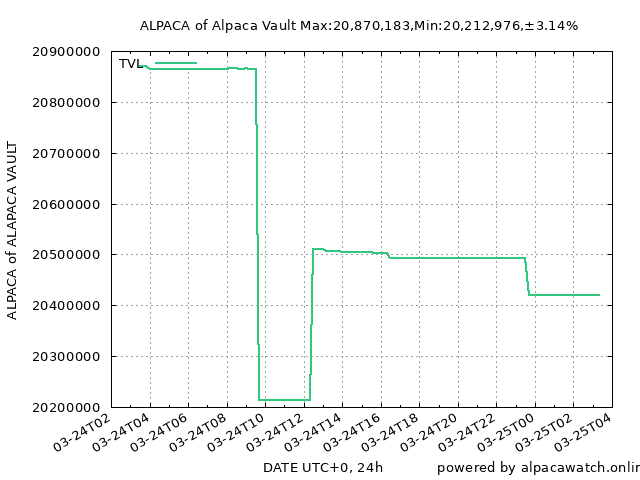 ALPACA of Alpaca Vault Max:20,870,183,Min:20,212,976,±3.14%
TVL
20900000
20800000
20700000
20600000
20500000
20400000
20300000
20200000
ALPACA of ALAPACA VAULT
03-24T02
03-24T04
03-24T06
03-24T08
03-24T10
03-24T12
03-24T14
03-24T16
03-24T18
03-24T20
03-24T22
03-25T00
03-25T02
03-25T04
DATE UTC+0, 24h
powered by alpacawatch.onlin